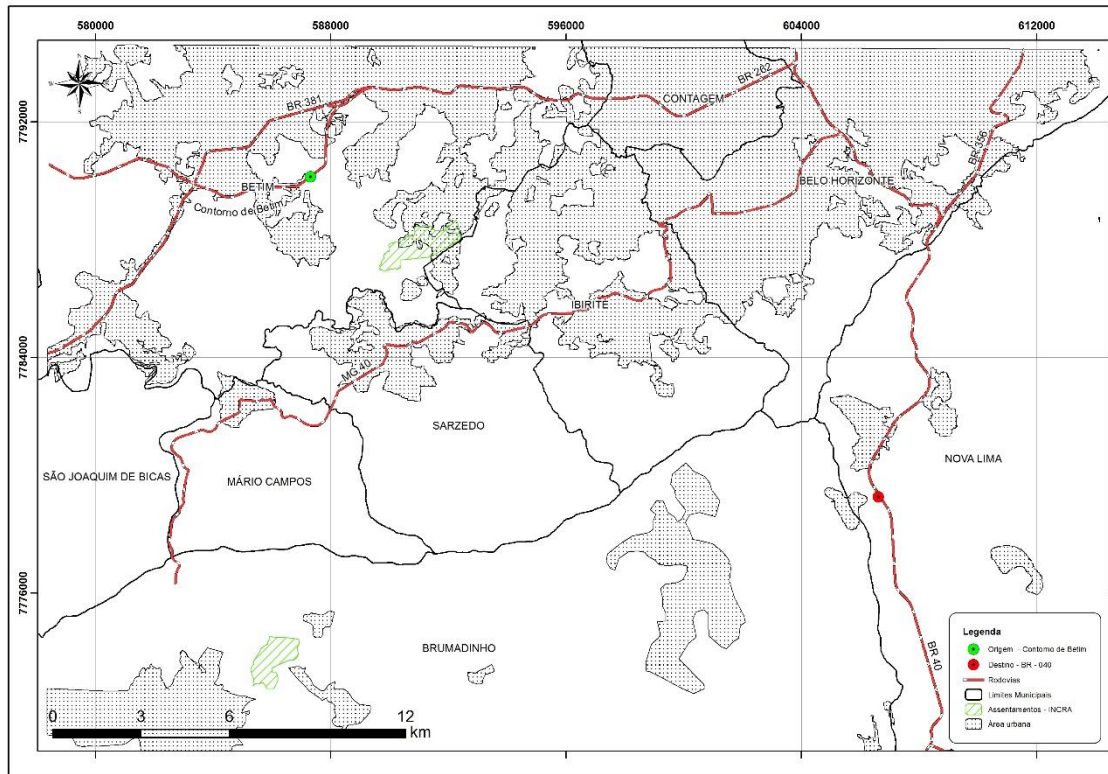 580000 588000 596000 604000 612000
7792000
7784000
7776000
BR 381
BR 262
CONTAGEM
BR 356
BETIM
Contorno de Betim
BELO HORIZONTE
IBIRITÉ
MG 40
SARZEDO
NOVA LIMA
SÃO JOAQUIM DE BICAS
MÁRIO CAMPOS
BRUMADINHO
BR 40
0 3 6 12
km
Legenda
Origem - Contorno de Betim
Destino - BR - 040
Rodovias
Limites Municipais
Assentamentos - INCRA
Área urbana